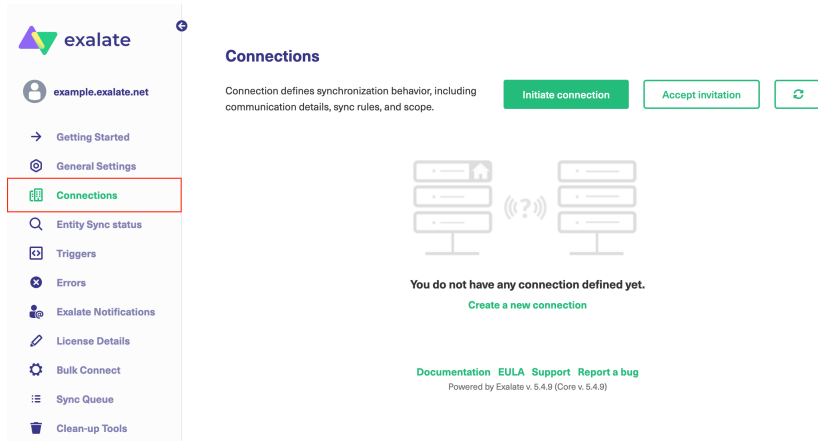 exalate
example.exalate.net
Getting Started
General Settings
Connections
Entity Sync status
Triggers
Errors
Exalate Notifications
License Details
Bulk Connect
Sync Queue
Clean-up Tools
Connections
Connection defines synchronization behavior, including
communication details, sync rules, and scope.
Initiate connection
Accept invitation
((?))
You do not have any connection defined yet.
Create a new connection
Documentation EULA Support Report a bug
Powered by Exalate v. 5.4.9 (Core v. 5.4.9)